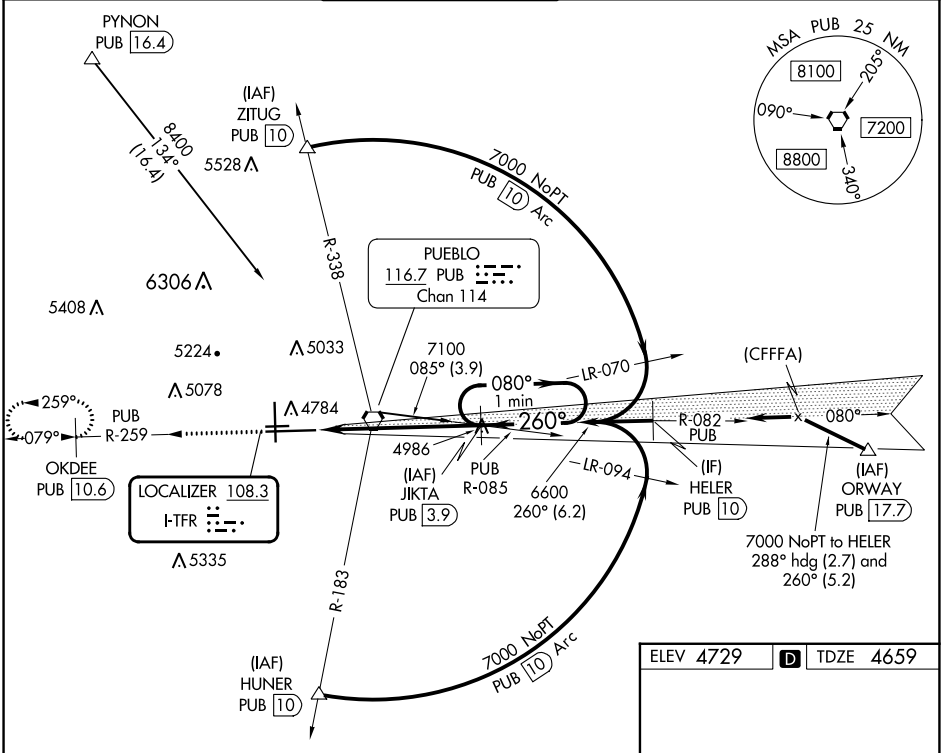 PYNON
PUB 16.4
8400
134°
(16.4)
(IAF)
ZITUG
PUB 10
5528
7000 NoPT
PUB 10 Arc
MSA PUB 25 NM
8100
205°
090°
7200
8800
340°
R-338
PUEBLO
116.7 PUB
Chan 114
6306
5408
5224
5033
5078
4784
7100
085° (3.9)
LR-070
(CFFFA)
080°
1 min
260°
R-082
PUB
080°
259°
079°
PUB
R-259
OKDEE
PUB 10.6
4986
(IAF)
JIKTA
PUB 3.9
PUB
R-085
6600
260° (6.2)
LR-094
(IF)
HELER
PUB 10
(IAF)
ORWAY
PUB 17.7
7000 NoPT to HELER
288° hdg (2.7) and
260° (5.2)
LOCALIZER 108.3
I-TFR
5335
R-183
7000 NoPT
PUB 10 Arc
(IAF)
HUNER
PUB 10
ELEV 4729 D TDZE 4659